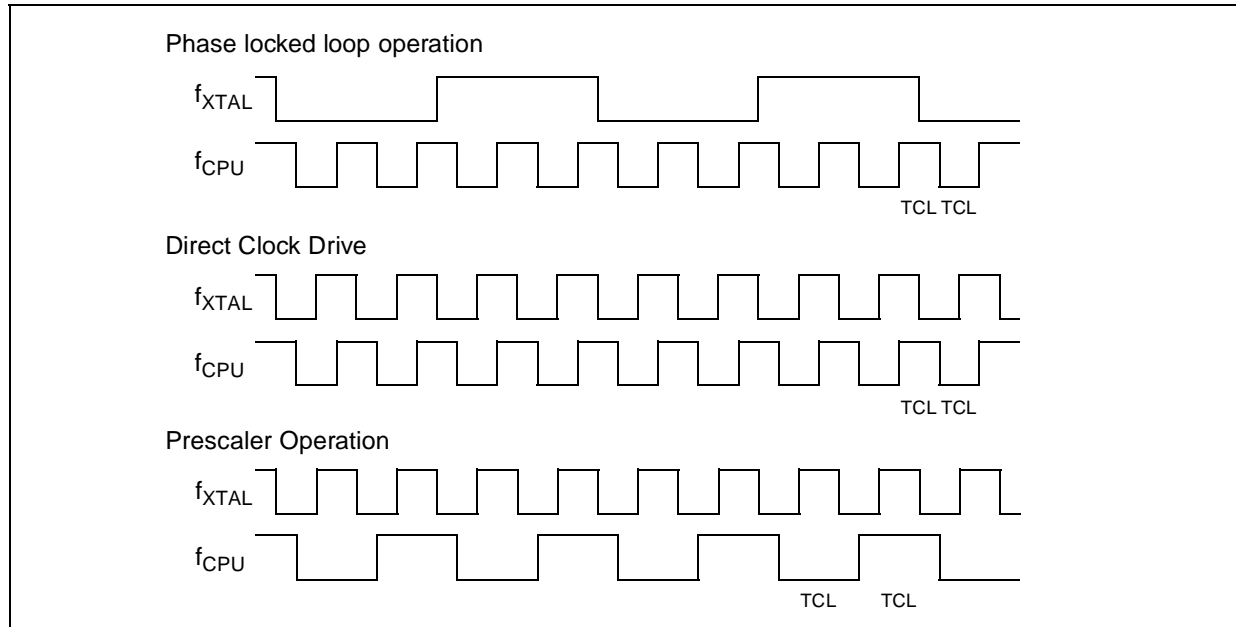 Phase locked loop operation
fXTAL
fCPU
TCL TCL
Direct Clock Drive
fXTAL
fCPU
TCL TCL
Prescaler Operation
fXTAL
fCPU
TCL TCL